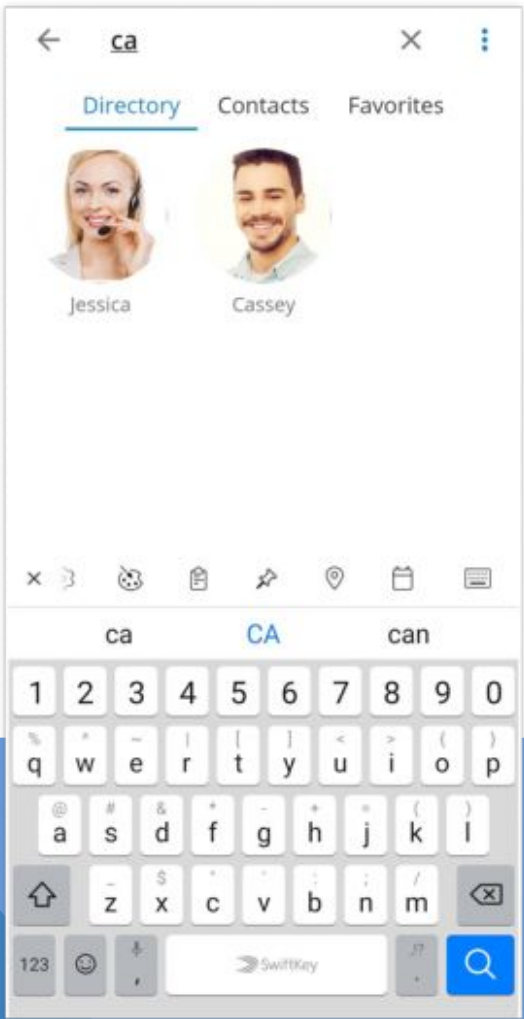 ca
Directory Contacts Favorites
Jessica Cassey
ca CA can
1 2 3 4 5 6 7 8 9 0
% ^ ~ | [ ] < > { }
q w e r t y u i o p
@ # & * - + = ( )
a s d f g h j k l
_ $ " ' : ; /
z x c v b n m
123 , SwiftKey .